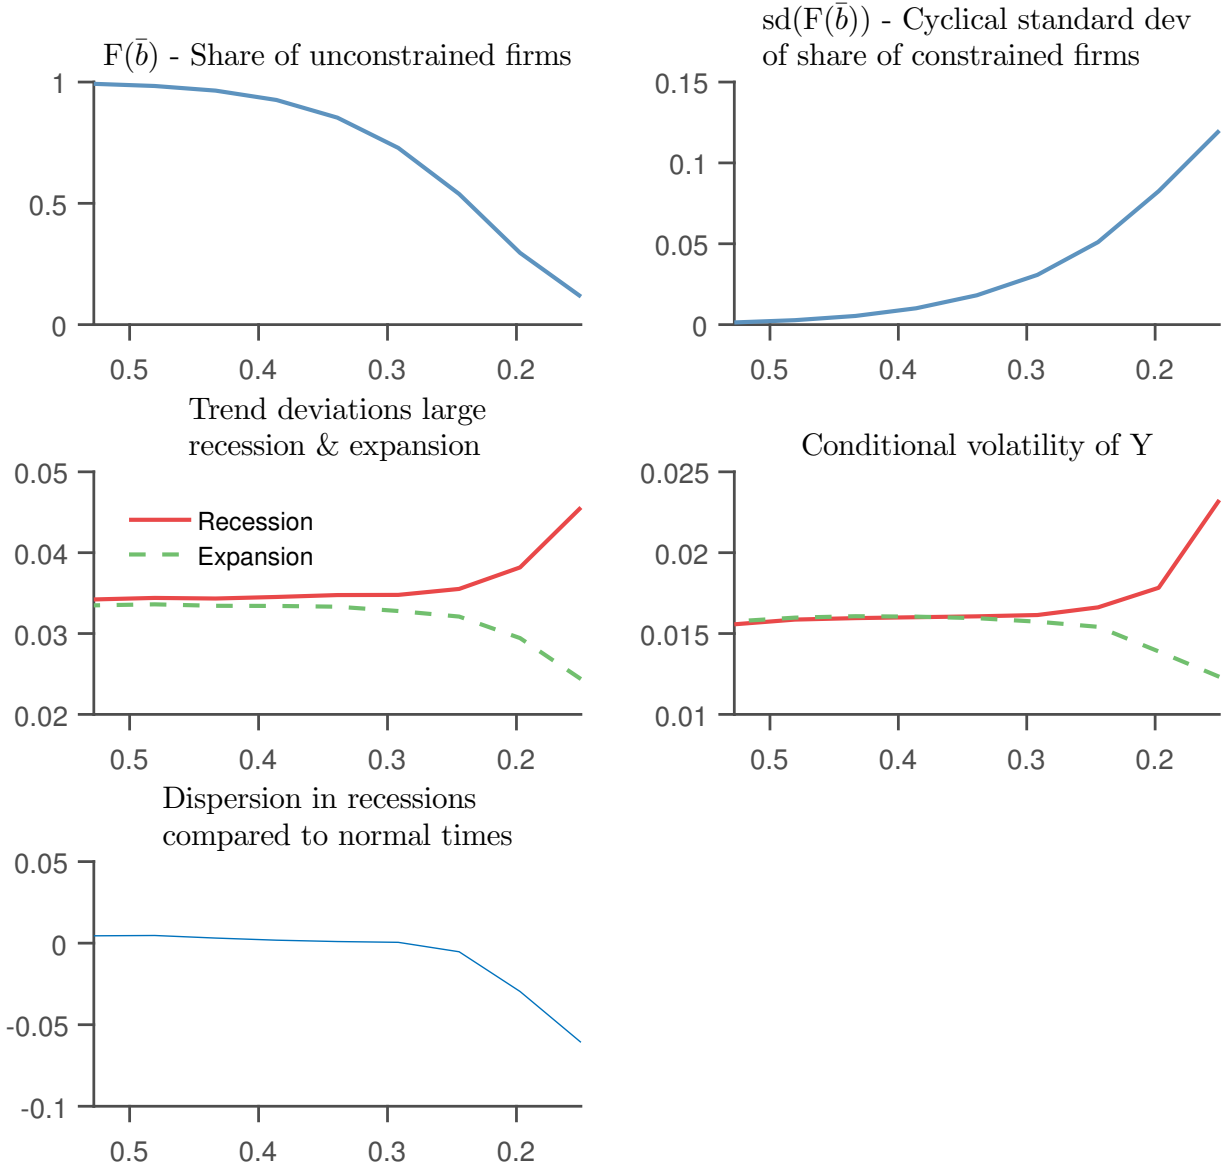 F(b̄) - Share of unconstrained firms
1
0.5
0
0.5 0.4 0.3 0.2
sd(F(b̄)) - Cyclical standard dev
of share of constrained firms
0.15
0.1
0.05
0
0.5 0.4 0.3 0.2
Trend deviations large
recession & expansion
0.05
0.04
0.03
0.02
Recession
Expansion
0.5 0.4 0.3 0.2
Conditional volatility of Y
0.025
0.02
0.015
0.01
0.5 0.4 0.3 0.2
Dispersion in recessions
compared to normal times
0.05
0
-0.05
-0.1
0.5 0.4 0.3 0.2